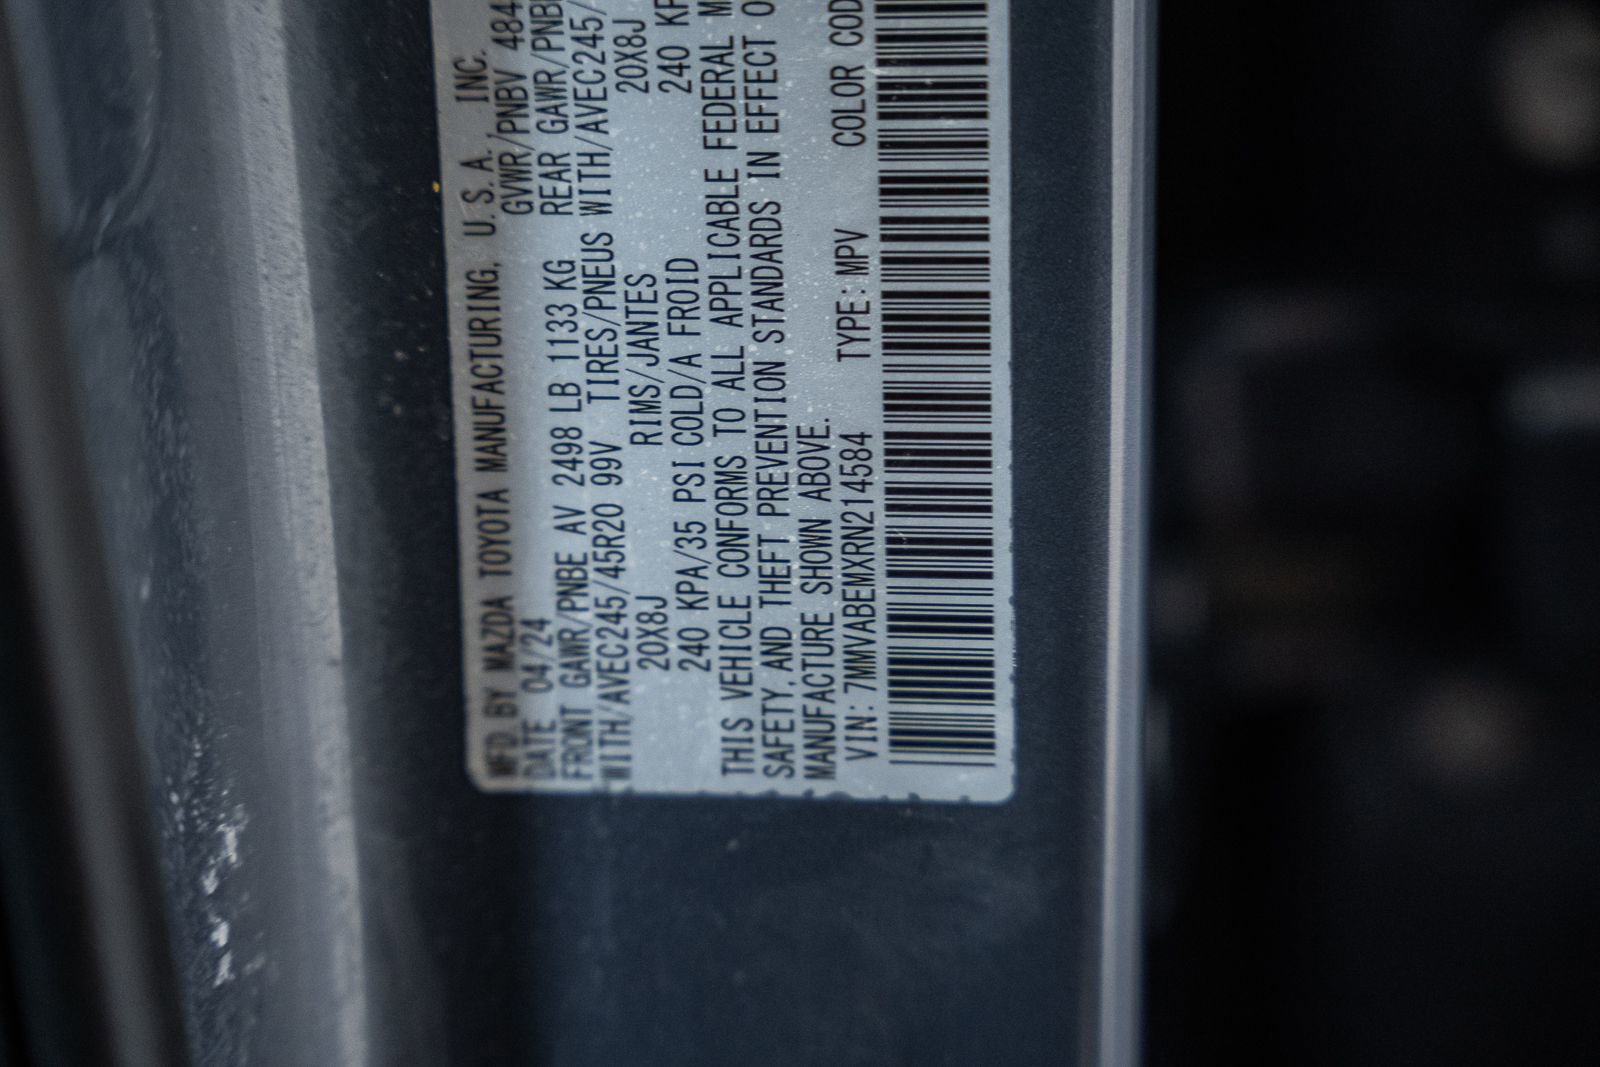 MFD BY MAZDA TOYOTA MANUFACTURING, U.S.A., INC.
DATE 04/24 GVWR/PNBV 484
FRONT GAWR/PNBE AV 2498 LB 1133 KG REAR GAWR/PNB
WITH/AVEC245/45R20 99V TIRES/PNEUS WITH/AVEC245/
20X8J RIMS/JANTES 20X8J
240 KPA/35 PSI COLD/A FROID 240 KP
THIS VEHICLE CONFORMS TO ALL APPLICABLE FEDERAL M
SAFETY, AND THEFT PREVENTION STANDARDS IN EFFECT O
MANUFACTURE SHOWN ABOVE.
VIN: 7MMVABEMXRN214584 TYPE: MPV COLOR COD